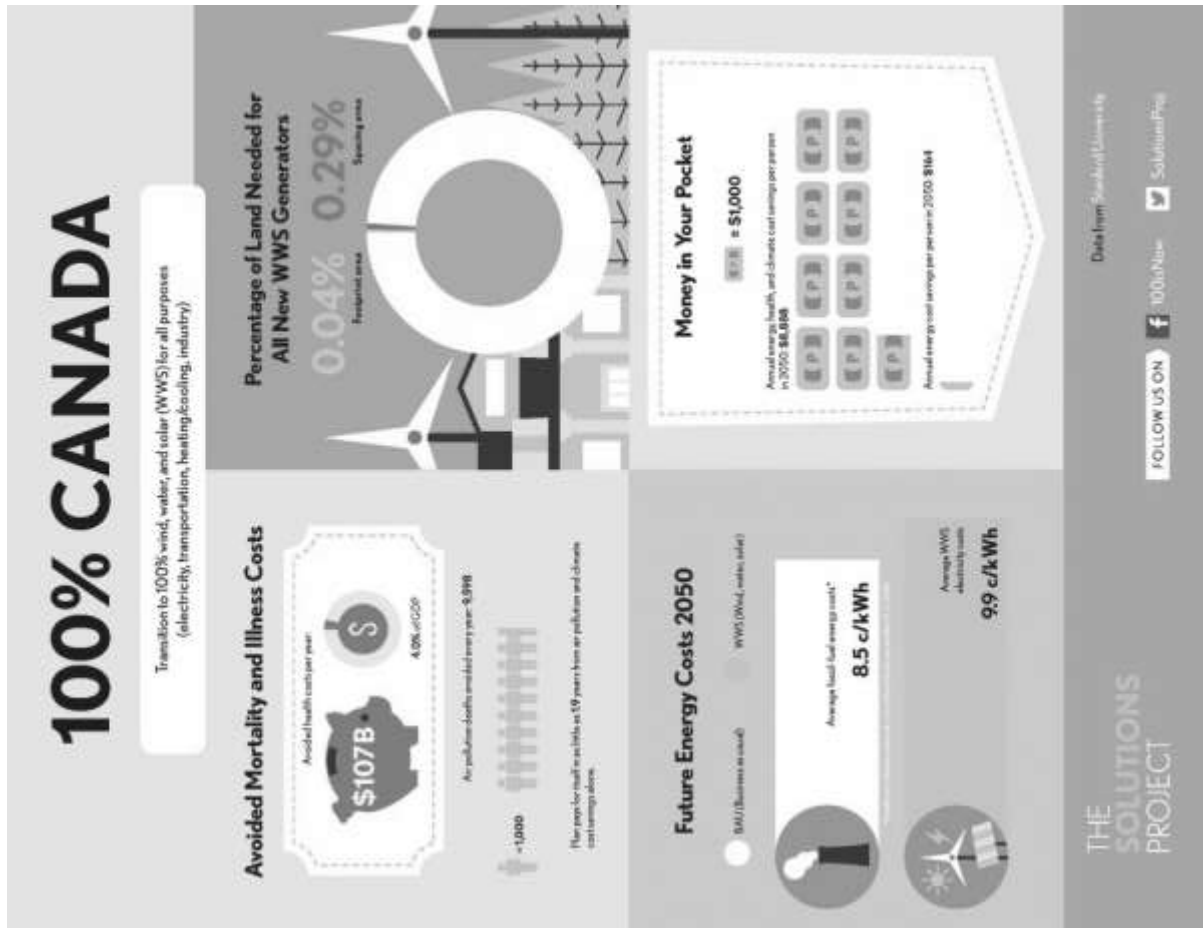 100% CANADA
Transition to 100% wind, water, and solar (WWS) for all purposes
(electricity, transportation, heating/cooling, industry)
Avoided Mortality and Illness Costs
Avoided health costs per year:
$107B
$
4.0% of GDP
Air pollution deaths avoided every year: 9,598
=1,000
Plan pays for itself in as little as 1.9 years from air pollution and climate
cost savings alone.
Percentage of Land Needed for
All New WWS Generators
0.04% 0.29%
Footprint area Spacing area
Future Energy Costs 2050
BAU (Business as usual) WWS (Wind, water, solar)
Average fossil fuel energy costs*
8.5 c/kWh
Average WWS
electricity costs
9.9 c/kWh
Money in Your Pocket
= $1,000
Annual energy, health, and climate cost savings per person
in 2050: $8,888
Annual energy cost savings per person in 2050: $164
THE
SOLUTIONS
PROJECT
Data from Stanford University
FOLLOW US ON 100isNow SolutionsProj